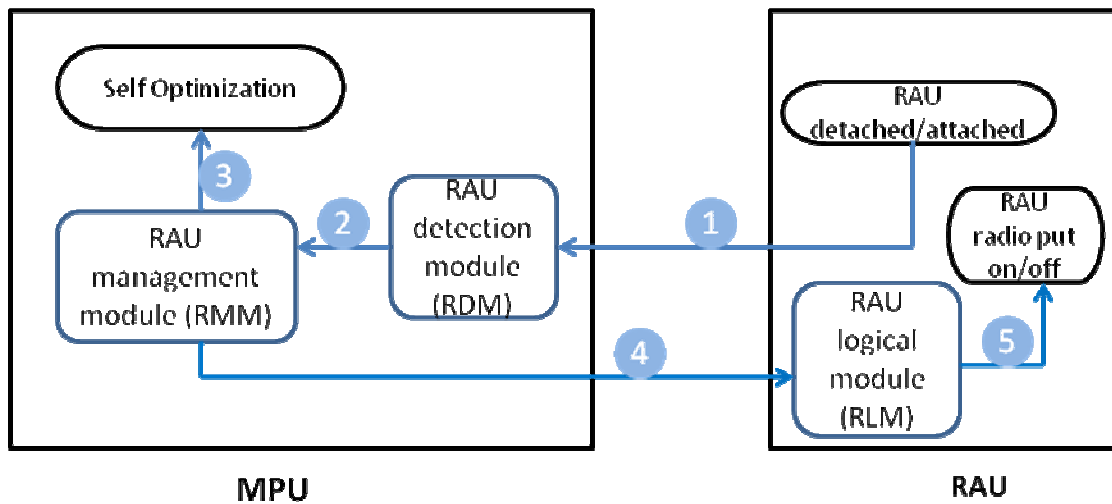 Self Optimization
3
RAU
management
module (RMM)
2
RAU
detection
module
(RDM)
1
RAU
detached/attached
RAU
radio put
on/off
4
RAU
logical
module
(RLM)
5
MPU
RAU